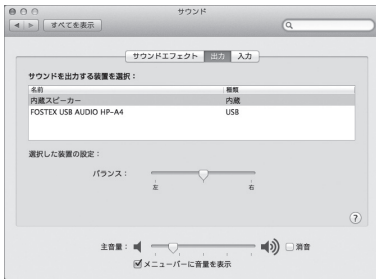 サウンド
すべてを表示
サウンドエフェクト 出力 入力
サウンドを出力する装置を選択：
名前 種類
内蔵スピーカー 内蔵
FOSTEX USB AUDIO HP-A4 USB
選択した装置の設定：
バランス：
左 右
?
主音量： 消音
メニューバーに音量を表示